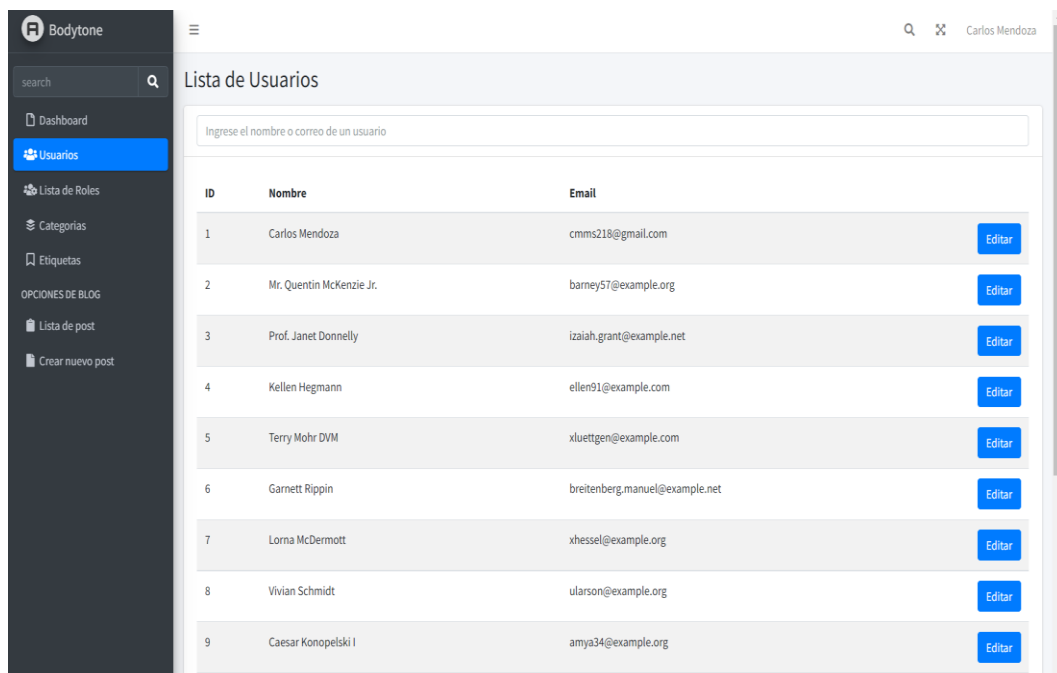 Bodytone
Carlos Mendoza
search
Dashboard
Usuarios
Lista de Roles
Categorias
Etiquetas
OPCIONES DE BLOG
Lista de post
Crear nuevo post
Lista de Usuarios
Ingrese el nombre o correo de un usuario
ID Nombre Email
1 Carlos Mendoza cmms218@gmail.com Editar
2 Mr. Quentin McKenzie Jr. barney57@example.org Editar
3 Prof. Janet Donnelly izaiah.grant@example.net Editar
4 Kellen Hegmann ellen91@example.com Editar
5 Terry Mohr DVM xluettgen@example.com Editar
6 Garnett Rippin breitenberg.manuel@example.net Editar
7 Lorna McDermott xhessel@example.org Editar
8 Vivian Schmidt ularson@example.org Editar
9 Caesar Konopelski I amya34@example.org Editar